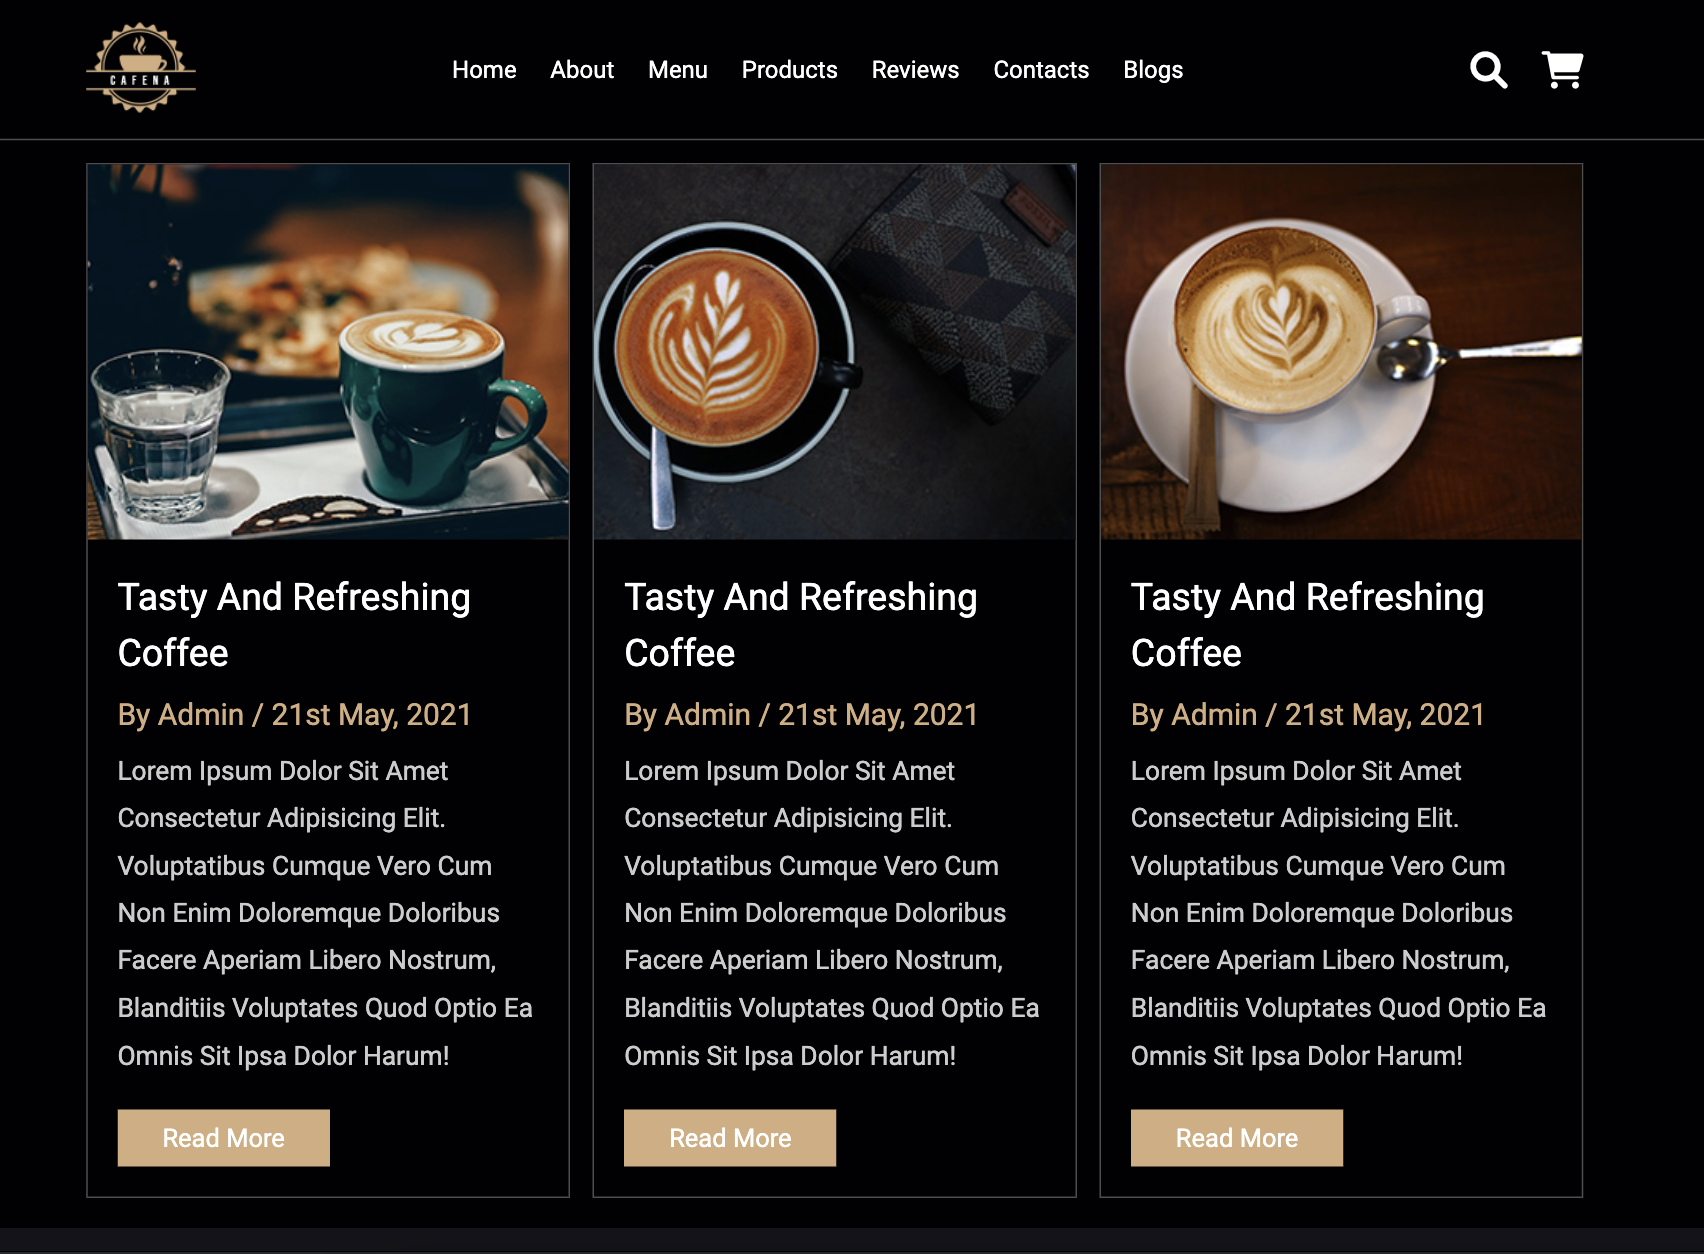 CAFENA
Home About Menu Products Reviews Contacts Blogs
Tasty And Refreshing
Coffee
By Admin / 21st May, 2021
Lorem Ipsum Dolor Sit Amet
Consectetur Adipisicing Elit.
Voluptatibus Cumque Vero Cum
Non Enim Doloremque Doloribus
Facere Aperiam Libero Nostrum,
Blanditiis Voluptates Quod Optio Ea
Omnis Sit Ipsa Dolor Harum!
Read More
Tasty And Refreshing
Coffee
By Admin / 21st May, 2021
Lorem Ipsum Dolor Sit Amet
Consectetur Adipisicing Elit.
Voluptatibus Cumque Vero Cum
Non Enim Doloremque Doloribus
Facere Aperiam Libero Nostrum,
Blanditiis Voluptates Quod Optio Ea
Omnis Sit Ipsa Dolor Harum!
Read More
Tasty And Refreshing
Coffee
By Admin / 21st May, 2021
Lorem Ipsum Dolor Sit Amet
Consectetur Adipisicing Elit.
Voluptatibus Cumque Vero Cum
Non Enim Doloremque Doloribus
Facere Aperiam Libero Nostrum,
Blanditiis Voluptates Quod Optio Ea
Omnis Sit Ipsa Dolor Harum!
Read More